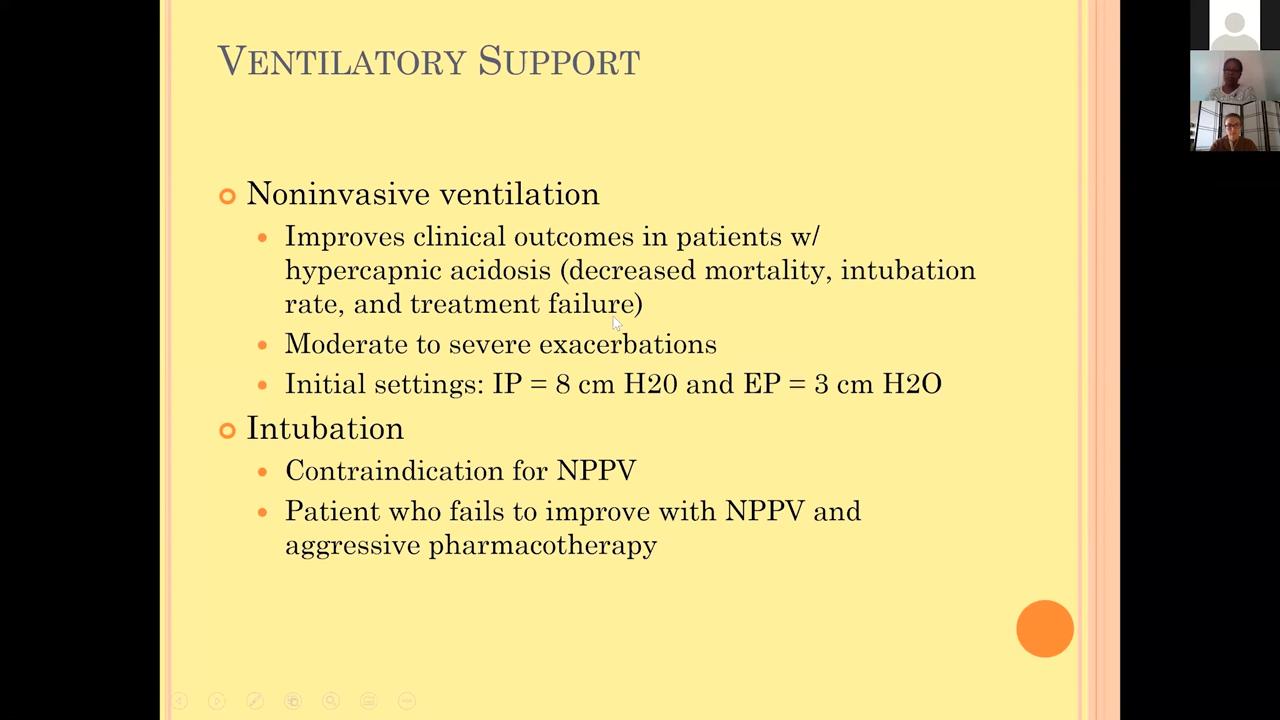 VENTILATORY SUPPORT
Noninvasive ventilation
Improves clinical outcomes in patients w/
hypercapnic acidosis (decreased mortality, intubation
rate, and treatment failure)
Moderate to severe exacerbations
Initial settings: IP = 8 cm H20 and EP = 3 cm H2O
Intubation
Contraindication for NPPV
Patient who fails to improve with NPPV and
aggressive pharmacotherapy